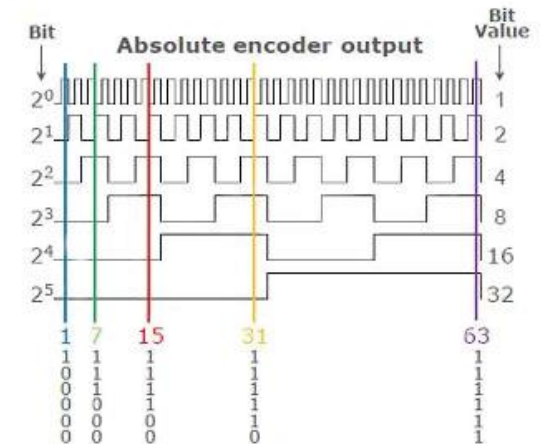 Bit
Absolute encoder output
Bit
Value
2⁰ 1
2¹ 2
2² 4
2³ 8
2⁴ 16
2⁵ 32
1 7 15 31 63
1 1 1 1 1
0 1 1 1 1
0 1 1 1 1
0 0 1 1 1
0 0 0 1 1
0 0 0 0 1